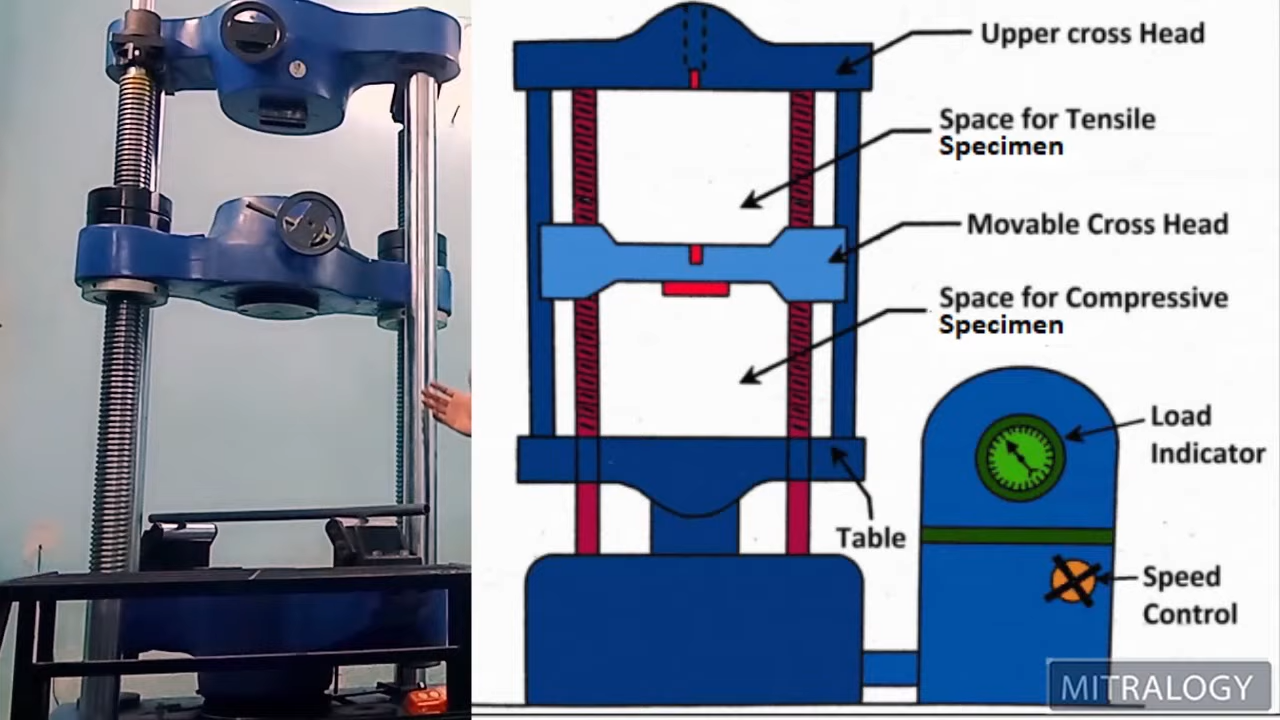 Upper cross Head
Space for Tensile
Specimen
Movable Cross Head
Space for Compressive
Specimen
Load
Indicator
Table
Speed
Control
MITRALOGY